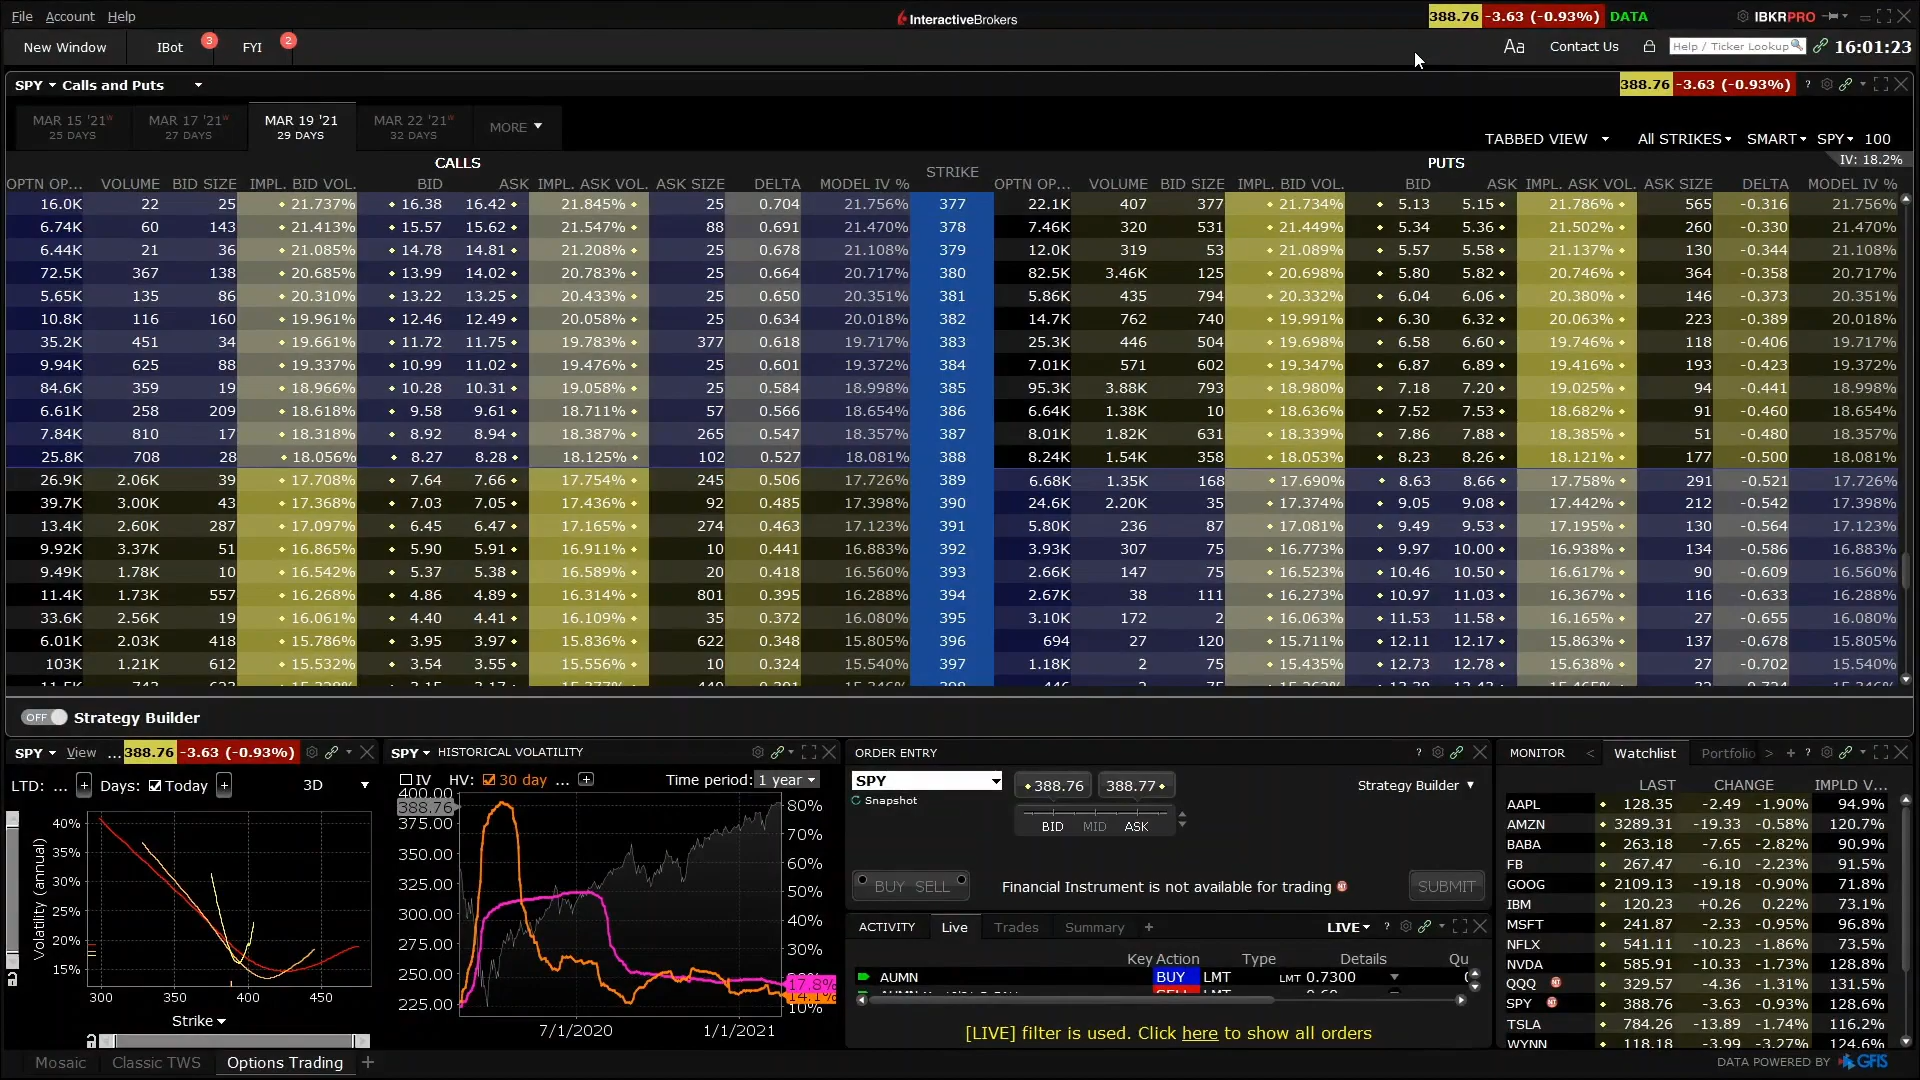 File Account Help
InteractiveBrokers
388.76 -3.63 (-0.93%) DATA
IBKRPRO
New Window IBot 3 FYI 2
Aa Contact Us Help / Ticker Lookup 16:01:23
SPY Calls and Puts
388.76 -3.63 (-0.93%) ?
MAR 15 '21 W MAR 17 '21 W MAR 19 '21 MAR 22 '21 W MORE
25 DAYS 27 DAYS 29 DAYS 32 DAYS
TABBED VIEW All STRIKES SMART SPY 100
CALLS PUTS
IV: 18.2%
OPTN OP... VOLUME BID SIZE IMPL. BID VOL. BID ASK IMPL. ASK VOL. ASK SIZE DELTA MODEL IV % STRIKE OPTN OP... VOLUME BID SIZE IMPL. BID VOL. BID ASK IMPL. ASK VOL. ASK SIZE DELTA MODEL IV %
16.0K 22 25 21.737% 16.38 16.42 21.845% 25 0.704 21.756% 377 22.1K 407 377 21.734% 5.13 5.15 21.786% 565 -0.316 21.756%
6.74K 60 143 21.413% 15.57 15.62 21.547% 88 0.691 21.470% 378 7.46K 320 531 21.449% 5.34 5.36 21.502% 260 -0.330 21.470%
6.44K 21 36 21.085% 14.78 14.81 21.208% 25 0.678 21.108% 379 12.0K 319 53 21.089% 5.57 5.58 21.137% 130 -0.344 21.108%
72.5K 367 138 20.685% 13.99 14.02 20.783% 25 0.664 20.717% 380 82.5K 3.46K 125 20.698% 5.80 5.82 20.746% 364 -0.358 20.717%
5.65K 135 86 20.310% 13.22 13.25 20.433% 25 0.650 20.351% 381 5.86K 435 794 20.332% 6.04 6.06 20.380% 146 -0.373 20.351%
10.8K 116 160 19.961% 12.46 12.49 20.058% 25 0.634 20.018% 382 14.7K 762 740 19.991% 6.30 6.32 20.063% 223 -0.389 20.018%
35.2K 451 34 19.661% 11.72 11.75 19.783% 377 0.618 19.717% 383 25.3K 446 504 19.698% 6.58 6.60 19.746% 118 -0.406 19.717%
9.94K 625 88 19.337% 10.99 11.02 19.476% 25 0.601 19.372% 384 7.01K 571 602 19.347% 6.87 6.89 19.416% 193 -0.423 19.372%
84.6K 359 19 18.966% 10.28 10.31 19.058% 25 0.584 18.998% 385 95.3K 3.88K 793 18.980% 7.18 7.20 19.025% 94 -0.441 18.998%
6.61K 258 209 18.618% 9.58 9.61 18.711% 57 0.566 18.654% 386 6.64K 1.38K 10 18.636% 7.52 7.53 18.682% 91 -0.460 18.654%
7.84K 810 17 18.318% 8.92 8.94 18.387% 265 0.547 18.357% 387 8.01K 1.82K 631 18.339% 7.86 7.88 18.385% 51 -0.480 18.357%
25.8K 708 28 18.056% 8.27 8.28 18.125% 102 0.527 18.081% 388 8.24K 1.54K 358 18.053% 8.23 8.26 18.121% 177 -0.500 18.081%
26.9K 2.06K 39 17.708% 7.64 7.66 17.754% 245 0.506 17.726% 389 6.68K 1.35K 168 17.690% 8.63 8.66 17.758% 291 -0.521 17.726%
39.7K 3.00K 43 17.368% 7.03 7.05 17.436% 92 0.485 17.398% 390 24.6K 2.20K 35 17.374% 9.05 9.08 17.442% 212 -0.542 17.398%
13.4K 2.60K 287 17.097% 6.45 6.47 17.165% 274 0.463 17.123% 391 5.80K 236 87 17.081% 9.49 9.53 17.195% 130 -0.564 17.123%
9.92K 3.37K 51 16.865% 5.90 5.91 16.911% 10 0.441 16.883% 392 3.93K 307 75 16.773% 9.97 10.00 16.938% 134 -0.586 16.883%
9.49K 1.78K 10 16.542% 5.37 5.38 16.589% 20 0.418 16.560% 393 2.66K 147 75 16.523% 10.46 10.50 16.617% 90 -0.609 16.560%
11.4K 1.73K 557 16.268% 4.86 4.89 16.314% 801 0.395 16.288% 394 2.67K 38 111 16.273% 10.97 11.03 16.367% 116 -0.633 16.288%
33.6K 2.56K 19 16.061% 4.40 4.41 16.109% 35 0.372 16.080% 395 3.10K 172 2 16.063% 11.53 11.58 16.165% 27 -0.655 16.080%
6.01K 2.03K 418 15.786% 3.95 3.97 15.836% 622 0.348 15.805% 396 694 27 120 15.711% 12.11 12.17 15.863% 137 -0.678 15.805%
103K 1.21K 612 15.532% 3.54 3.55 15.556% 10 0.324 15.540% 397 1.18K 2 75 15.435% 12.73 12.78 15.638% 27 -0.702 15.540%
OFF Strategy Builder
SPY View ... 388.76 -3.63 (-0.93%)
LTD: ... + Days: Today + 3D
Volatility (annual)
40%
35%
30%
25%
20%
15%
300 350 400 450
Strike
SPY HISTORICAL VOLATILITY
IV HV: 30 day ... + Time period: 1 year
400.00
388.76
375.00
350.00
325.00
300.00
275.00
250.00
225.00
80%
70%
60%
50%
40%
30%
17.8%
14.1%
10%
7/1/2020 1/1/2021
ORDER ENTRY ?
SPY 388.76 388.77 Strategy Builder
Snapshot
BID MID ASK
BUY SELL Financial Instrument is not available for trading SUBMIT
ACTIVITY Live Trades Summary + LIVE ?
Key Action Type Details Qu
AUMN BUY LMT LMT 0.7300
[LIVE] filter is used. Click here to show all orders
MONITOR < Watchlist Portfolio > + ?
LAST CHANGE IMPLD V...
AAPL 128.35 -2.49 -1.90% 94.9%
AMZN 3289.31 -19.33 -0.58% 120.7%
BABA 263.18 -7.65 -2.82% 90.9%
FB 267.47 -6.10 -2.23% 91.5%
GOOG 2109.13 -19.18 -0.90% 71.8%
IBM 120.23 +0.26 0.22% 73.1%
MSFT 241.87 -2.33 -0.95% 96.8%
NFLX 541.11 -10.23 -1.86% 73.5%
NVDA 585.91 -10.33 -1.73% 128.8%
QQQ 329.57 -4.36 -1.31% 131.5%
SPY 388.76 -3.63 -0.93% 128.6%
TSLA 784.26 -13.89 -1.74% 116.2%
WYNN 118.18 -3.99 -3.27% 124.6%
Mosaic Classic TWS Options Trading +
DATA POWERED BY GFIS